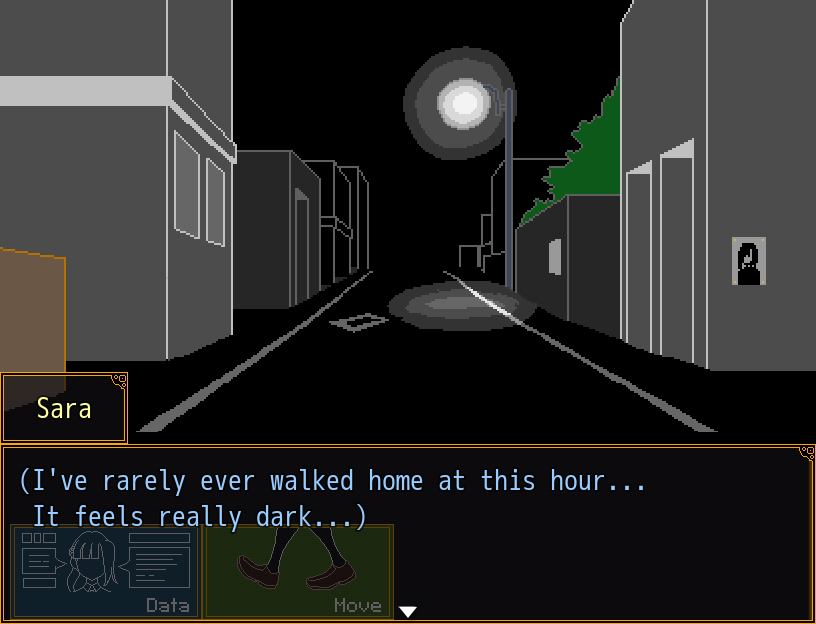 Sara
(I've rarely ever walked home at this hour...
It feels really dark...)
Data
Move